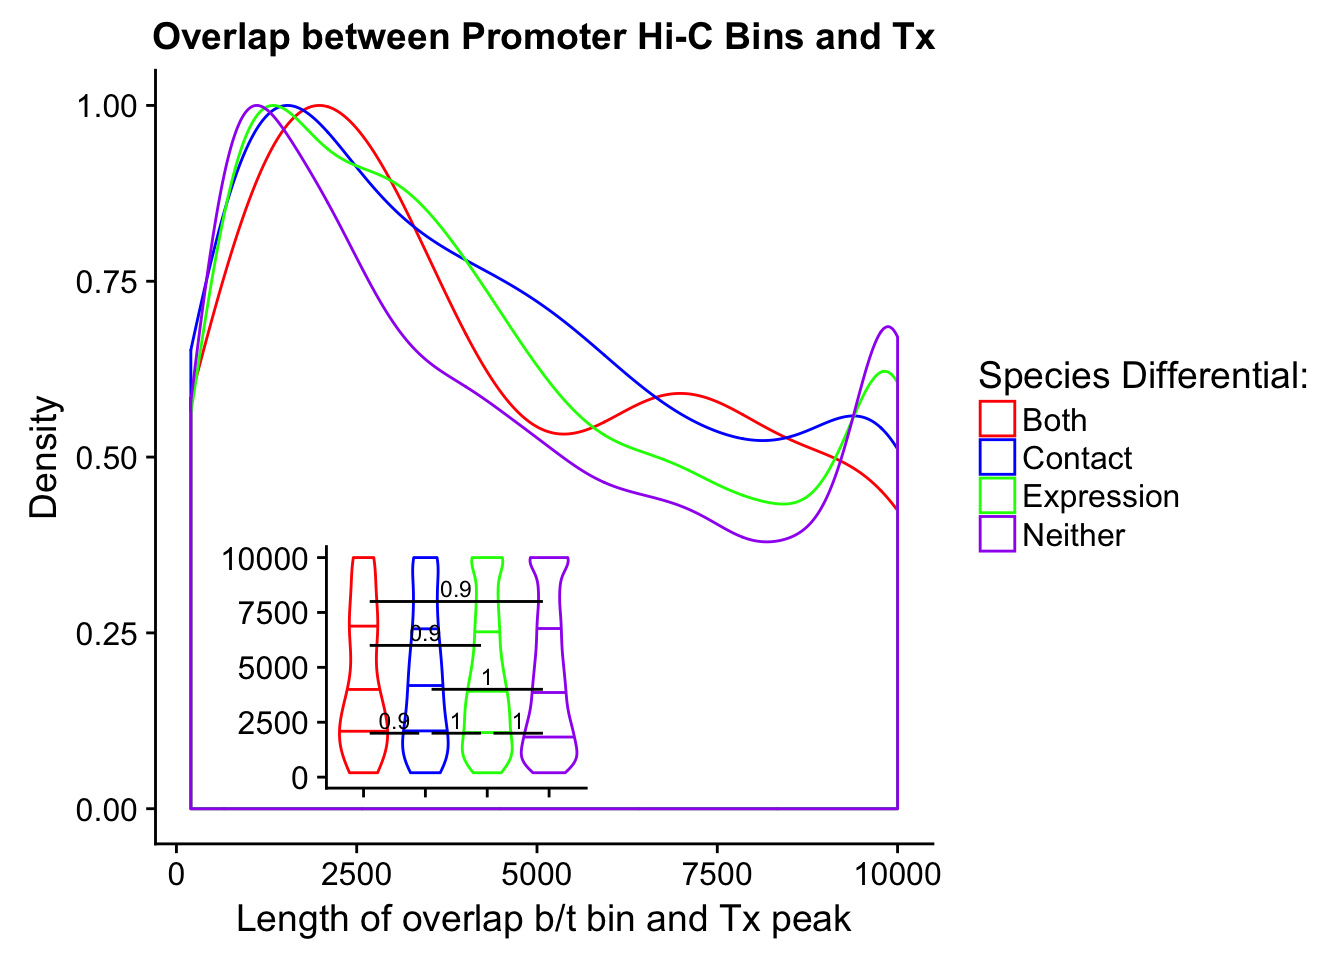 Overlap between Promoter Hi-C Bins and Tx
1.00
0.75
0.50
0.25
0.00
Density
10000
7500
5000
2500
0
0.9
0.9
1
0.9
1
1
0
2500
5000
7500
10000
Length of overlap b/t bin and Tx peak
Species Differential:
Both
Contact
Expression
Neither